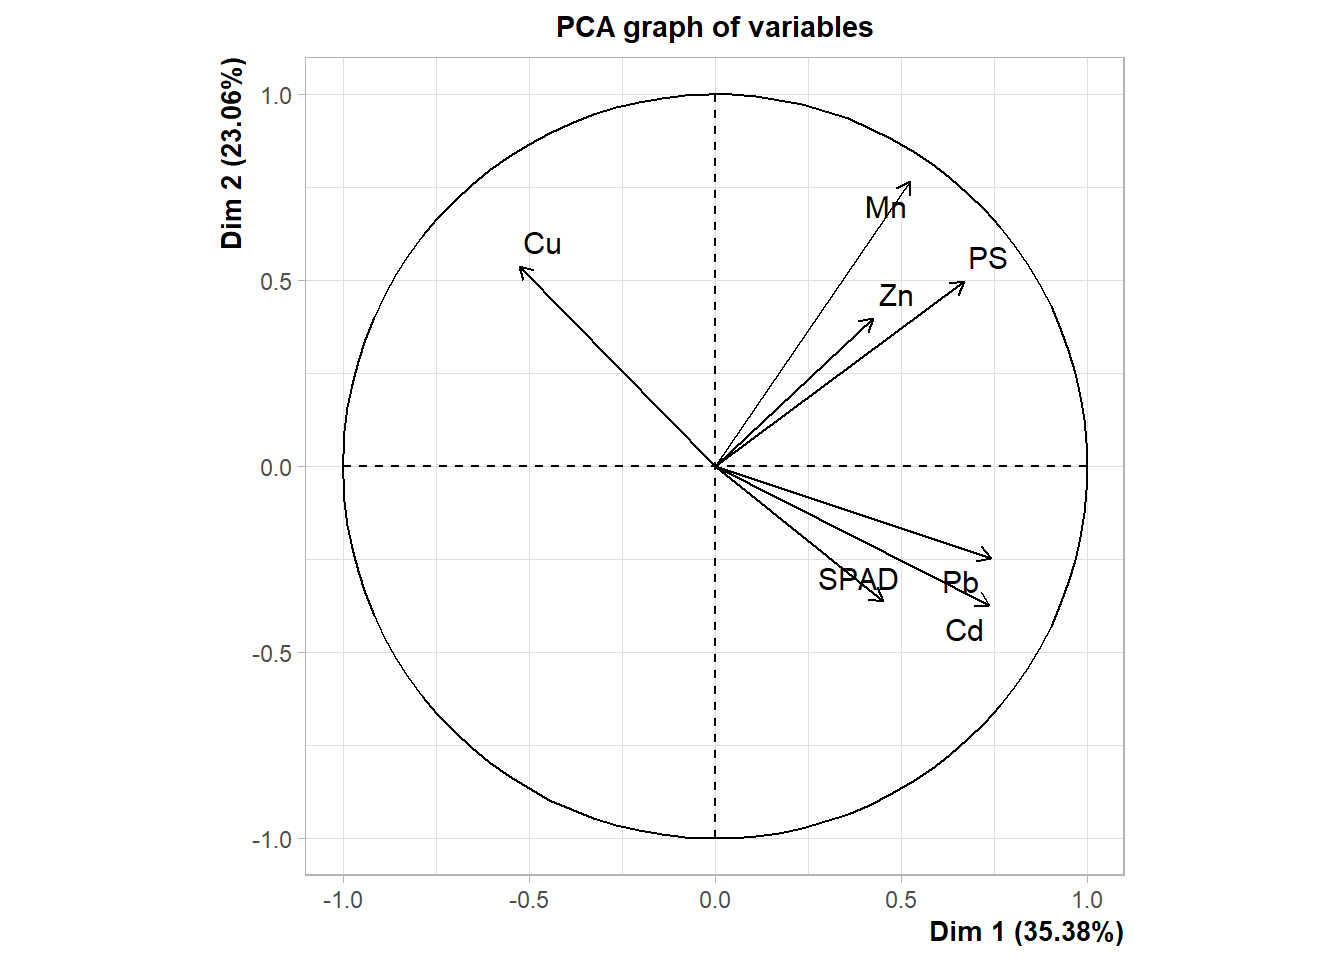 PCA graph of variables
Dim 2 (23.06%)
1.0
0.5
0.0
-0.5
-1.0
Mn
Cu
PS
Zn
SPAD
Pb
Cd
-1.0
-0.5
0.0
0.5
1.0
Dim 1 (35.38%)